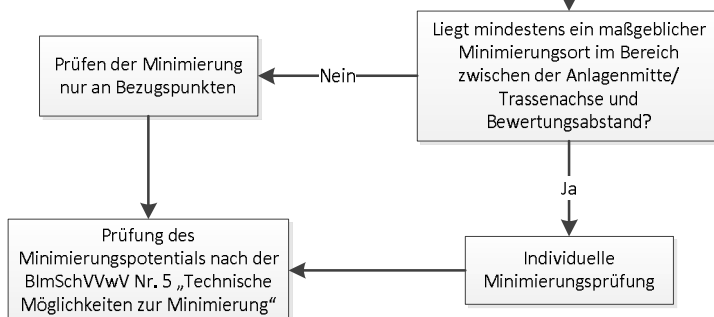 Liegt mindestens ein maßgeblicher
Minimierungsort im Bereich
zwischen der Anlagenmitte/
Trassenachse und
Bewertungsabstand?
Nein
Prüfen der Minimierung
nur an Bezugspunkten
Ja
Individuelle
Minimierungsprüfung
Prüfung des
Minimierungspotentials nach der
BImSchVVwV Nr. 5 „Technische
Möglichkeiten zur Minimierung“